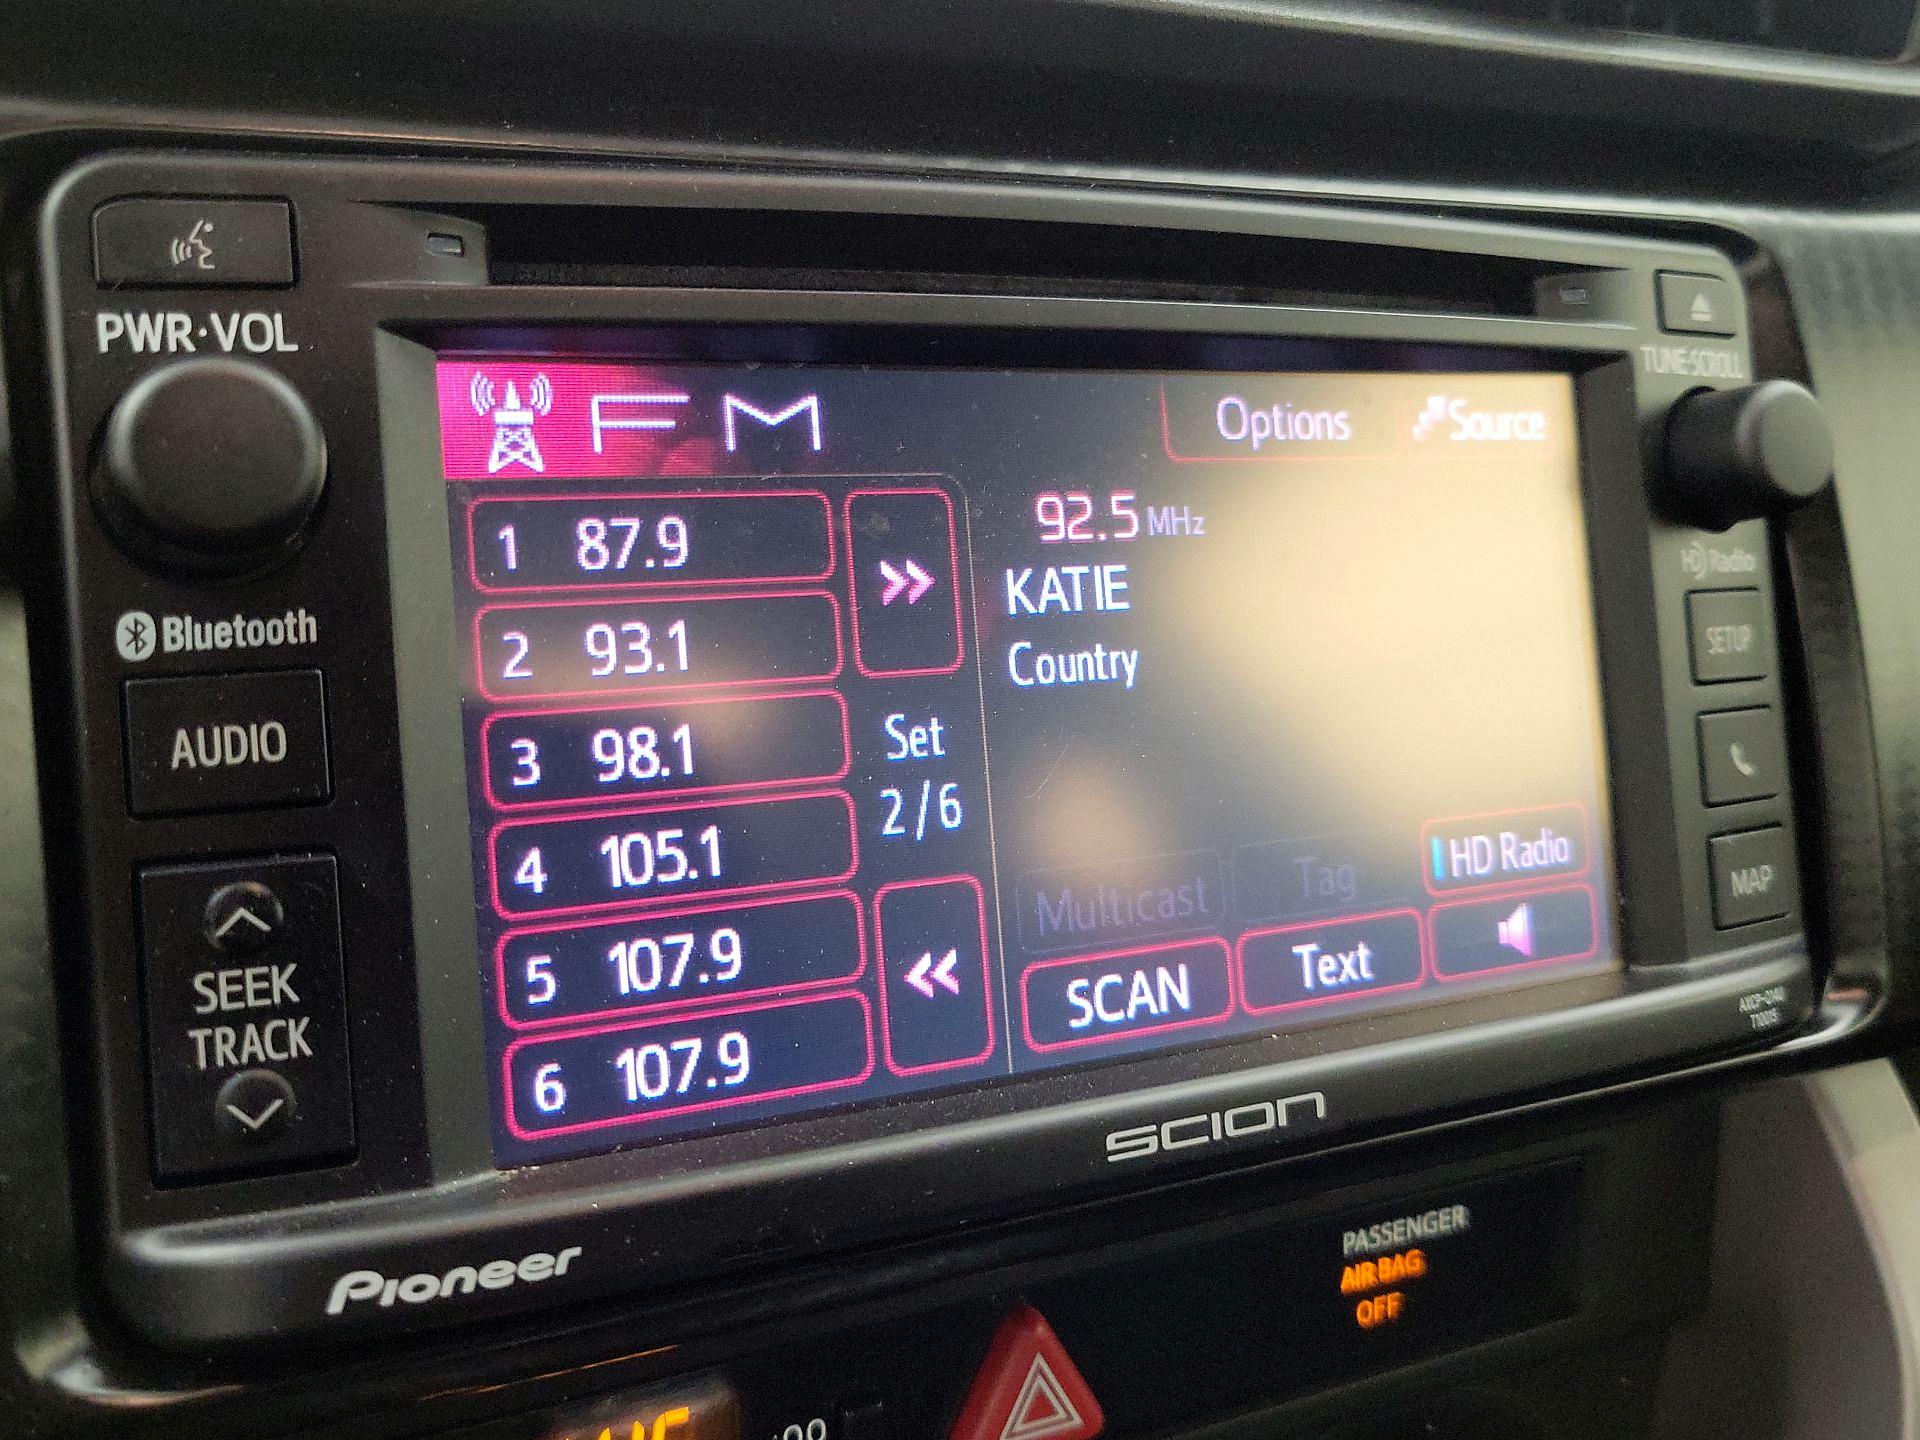 PWR·VOL
Bluetooth
AUDIO
SEEK
TRACK
FM
Options
Source
1 87.9
2 93.1
3 98.1
4 105.1
5 107.9
6 107.9
>>
Set
2/6
<<
92.5 MHz
KATIE
Country
Multicast
Tag
HD Radio
SCAN
Text
TUNE·SCROLL
HD Radio
SETUP
MAP
SCION
Pioneer
PASSENGER
AIR BAG
OFF